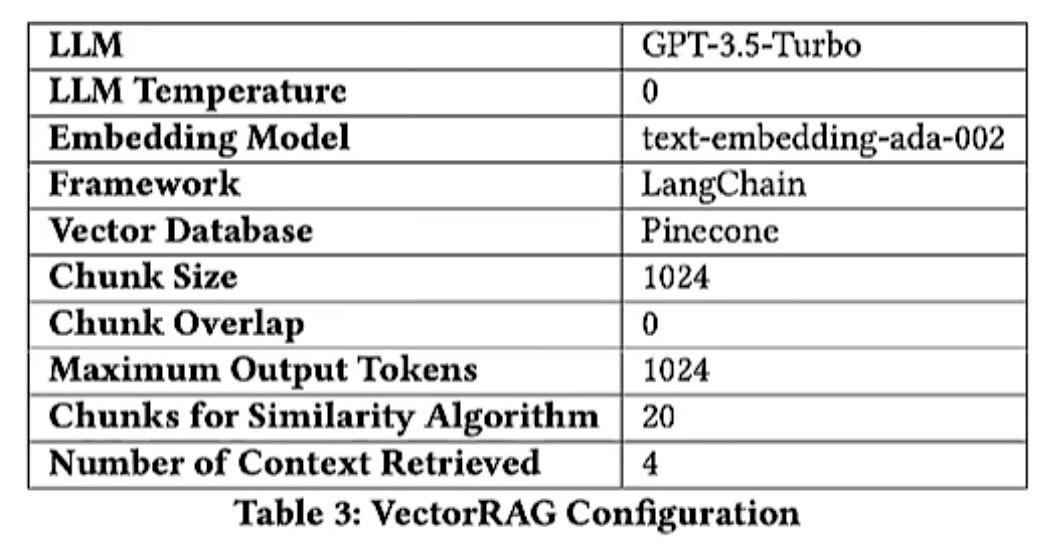 LLM GPT-3.5-Turbo
LLM Temperature 0
Embedding Model text-embedding-ada-002
Framework LangChain
Vector Database Pinecone
Chunk Size 1024
Chunk Overlap 0
Maximum Output Tokens 1024
Chunks for Similarity Algorithm 20
Number of Context Retrieved 4
Table 3: VectorRAG Configuration